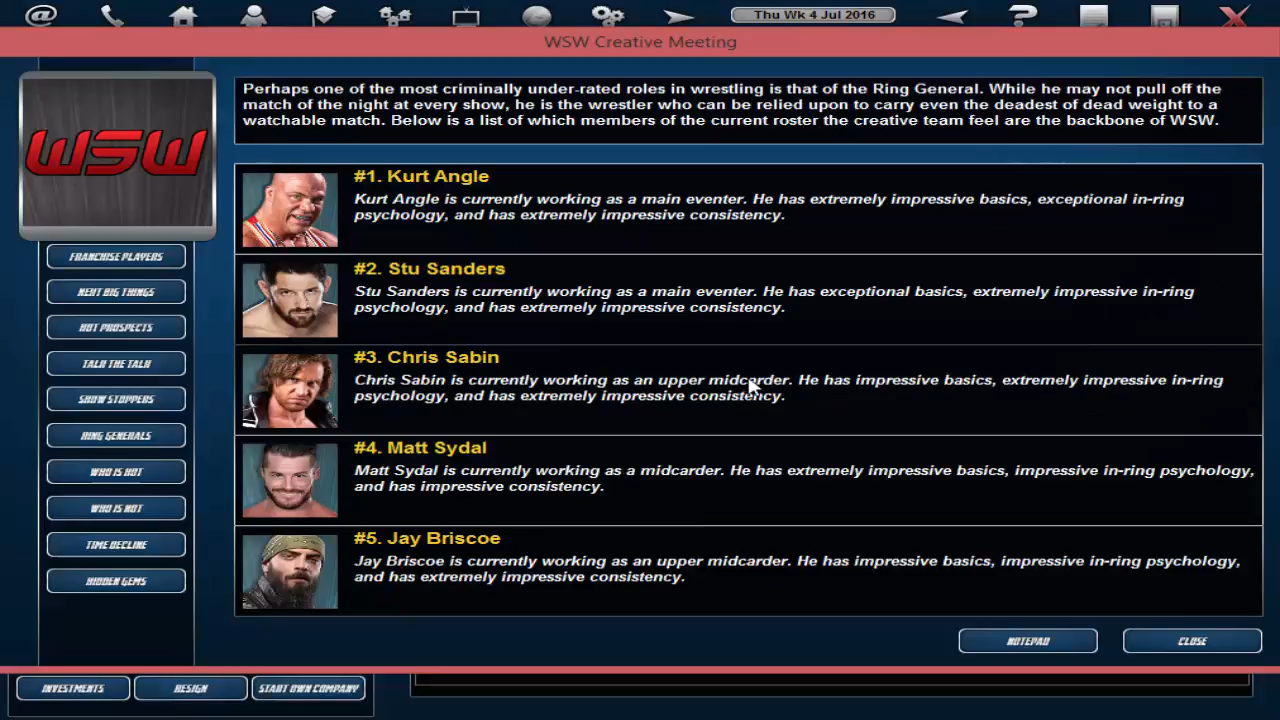 Thu Wk 4 Jul 2016
WSW Creative Meeting
WSW
Perhaps one of the most criminally under-rated roles in wrestling is that of the Ring General. While he may not pull off the
match of the night at every show, he is the wrestler who can be relied upon to carry even the deadest of dead weight to a
watchable match. Below is a list of which members of the current roster the creative team feel are the backbone of WSW.
FRANCHISE PLAYERS
NEXT BIG THINGS
HOT PROSPECTS
TALK THE TALK
SHOW STOPPERS
RING GENERALS
WHO IS HOT
WHO IS NOT
TIME DECLINE
HIDDEN GEMS
#1. Kurt Angle
Kurt Angle is currently working as a main eventer. He has extremely impressive basics, exceptional in-ring
psychology, and has extremely impressive consistency.
#2. Stu Sanders
Stu Sanders is currently working as a main eventer. He has exceptional basics, extremely impressive in-ring
psychology, and has extremely impressive consistency.
#3. Chris Sabin
Chris Sabin is currently working as an upper midcarder. He has impressive basics, extremely impressive in-ring
psychology, and has extremely impressive consistency.
#4. Matt Sydal
Matt Sydal is currently working as a midcarder. He has extremely impressive basics, impressive in-ring psychology,
and has impressive consistency.
#5. Jay Briscoe
Jay Briscoe is currently working as an upper midcarder. He has impressive basics, impressive in-ring psychology,
and has extremely impressive consistency.
NOTEPAD
CLOSE
INVESTMENTS
DESIGN
START OWN COMPANY